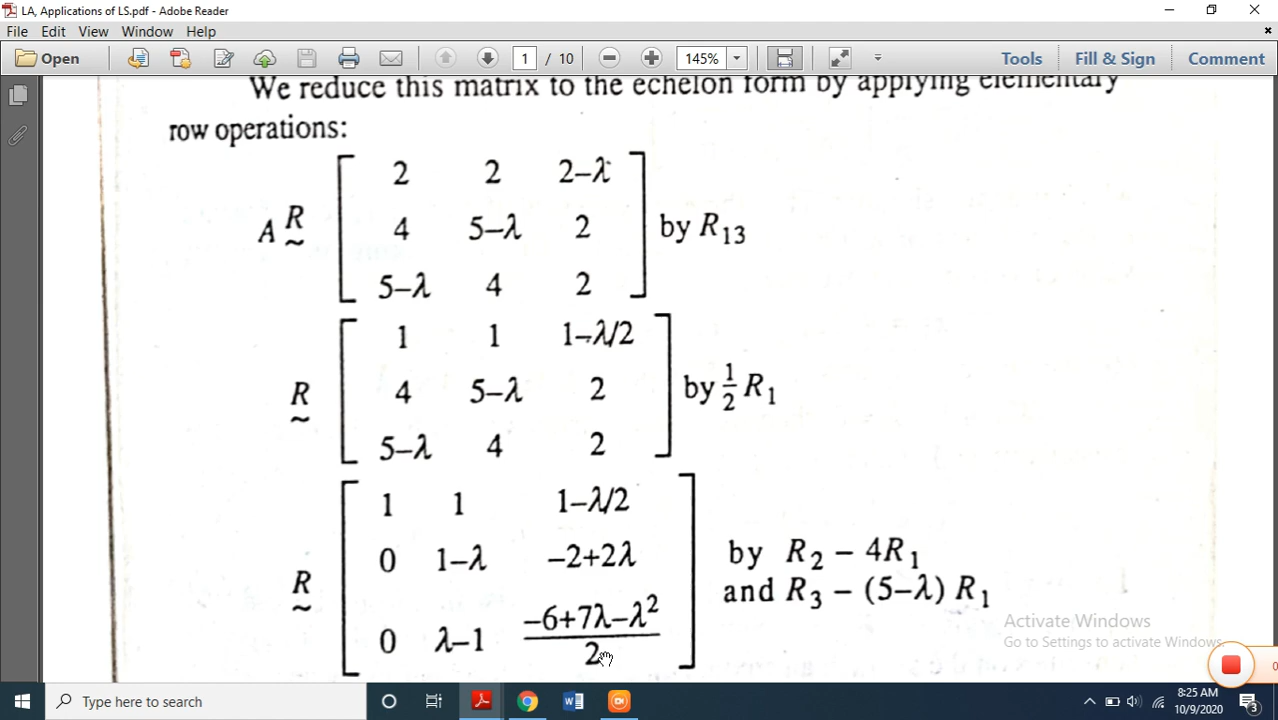 LA, Applications of LS.pdf - Adobe Reader
File Edit View Window Help
Open 1 / 10 145% Tools Fill & Sign Comment
We reduce this matrix to the echelon form by applying elementary
row operations:
2 2 2–λ
A R ~ 4 5–λ 2 by R13
5–λ 4 2
1 1 1–λ/2
R ~ 4 5–λ 2 by 1/2 R1
5–λ 4 2
1 1 1–λ/2
0 1–λ –2+2λ by R2 – 4R1
R ~ and R3 – (5–λ) R1
0 λ–1 –6+7λ–λ² / 2
Activate Windows
Go to Settings to activate Windows.
Type here to search
8:25 AM
10/9/2020
3